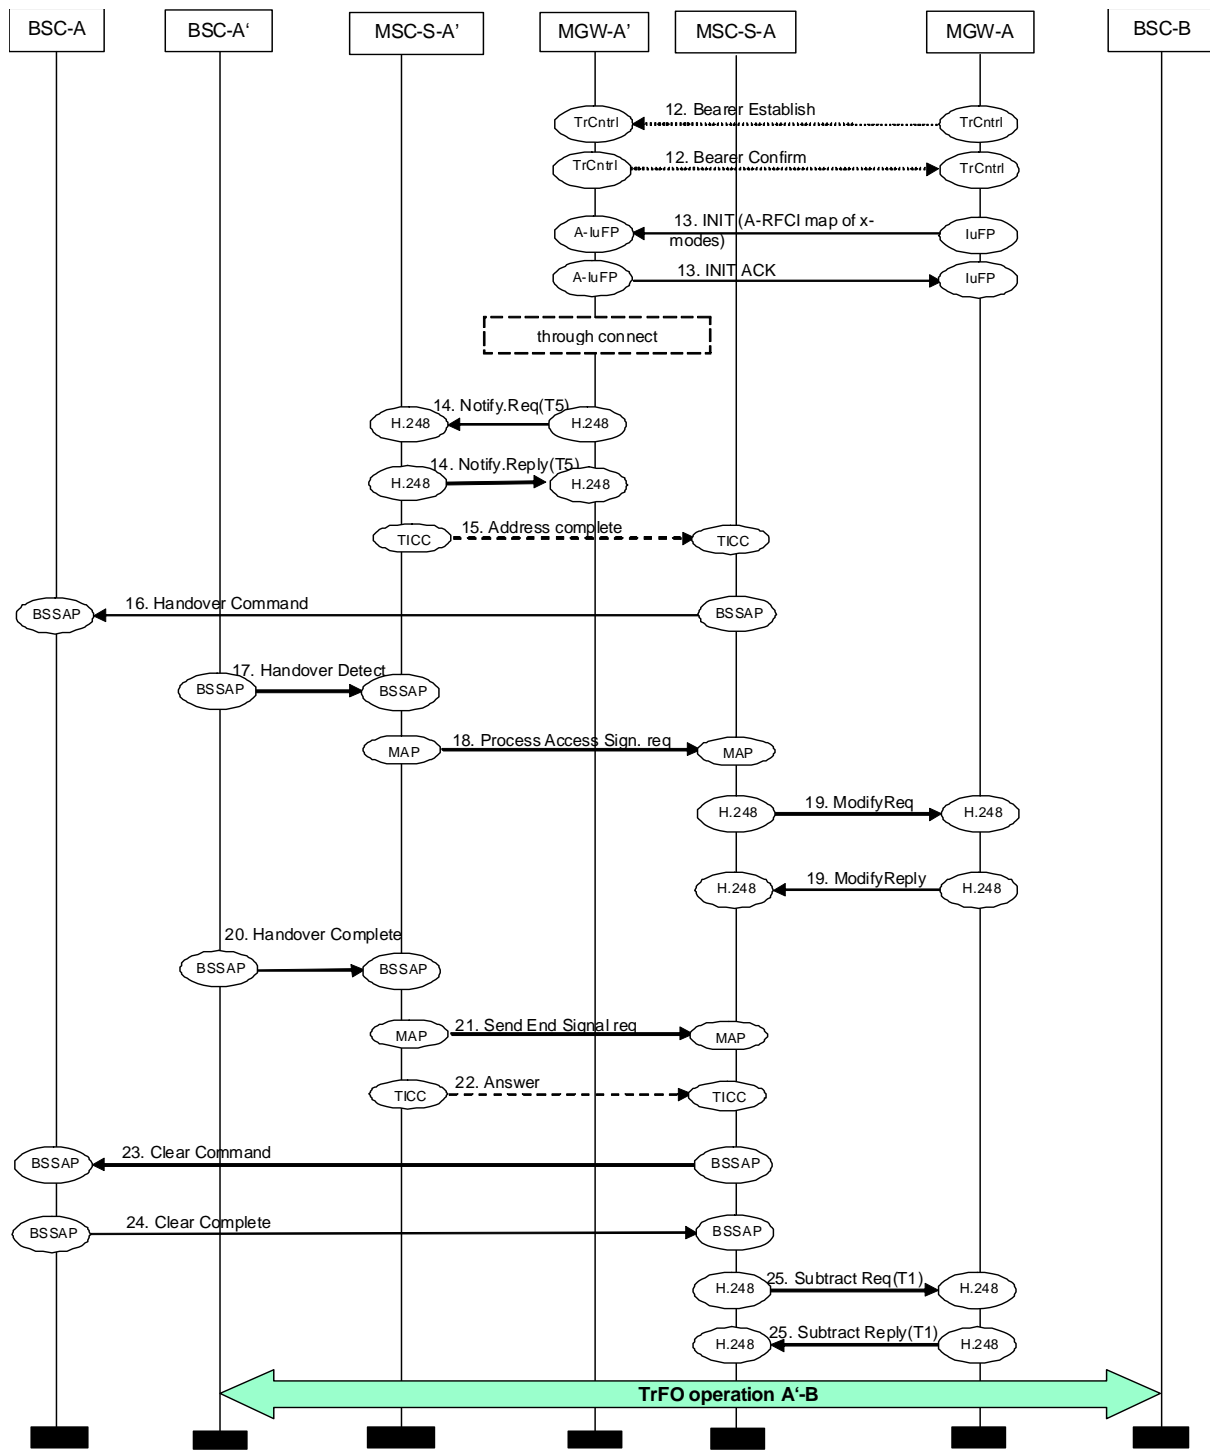 BSC-A
BSC-A‘
MSC-S-A’
MGW-A’
MSC-S-A
MGW-A
BSC-B
TrCntrl
12. Bearer Establish
TrCntrl
TrCntrl
12. Bearer Confirm
TrCntrl
A-IuFP
13. INIT (A-RFCI map of x-
modes)
IuFP
A-IuFP
13. INIT ACK
IuFP
through connect
H.248
14. Notify.Req(T5)
H.248
H.248
14. Notify.Reply(T5)
H.248
TICC
15. Address complete
TICC
BSSAP
16. Handover Command
BSSAP
BSSAP
17. Handover Detect
BSSAP
MAP
18. Process Access Sign. req
MAP
H.248
19. ModifyReq
H.248
H.248
19. ModifyReply
H.248
20. Handover Complete
BSSAP
BSSAP
MAP
21. Send End Signal req
MAP
TICC
22. Answer
TICC
BSSAP
23. Clear Command
BSSAP
BSSAP
24. Clear Complete
BSSAP
H.248
25. Subtract Req(T1)
H.248
H.248
25. Subtract Reply(T1)
H.248
TrFO operation A‘-B